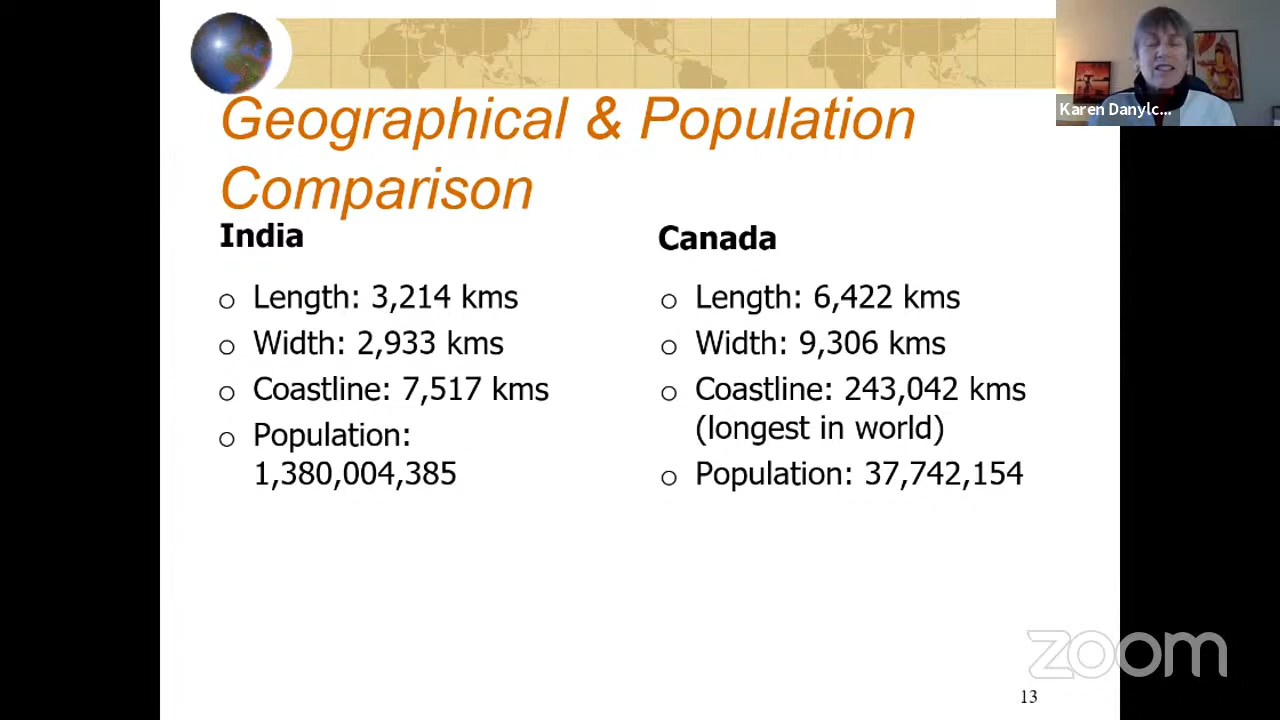 Geographical & Population
Comparison
India
○ Length: 3,214 kms
○ Width: 2,933 kms
○ Coastline: 7,517 kms
○ Population:
1,380,004,385
Canada
○ Length: 6,422 kms
○ Width: 9,306 kms
○ Coastline: 243,042 kms
(longest in world)
○ Population: 37,742,154
Karen Danylc...
zoom
13